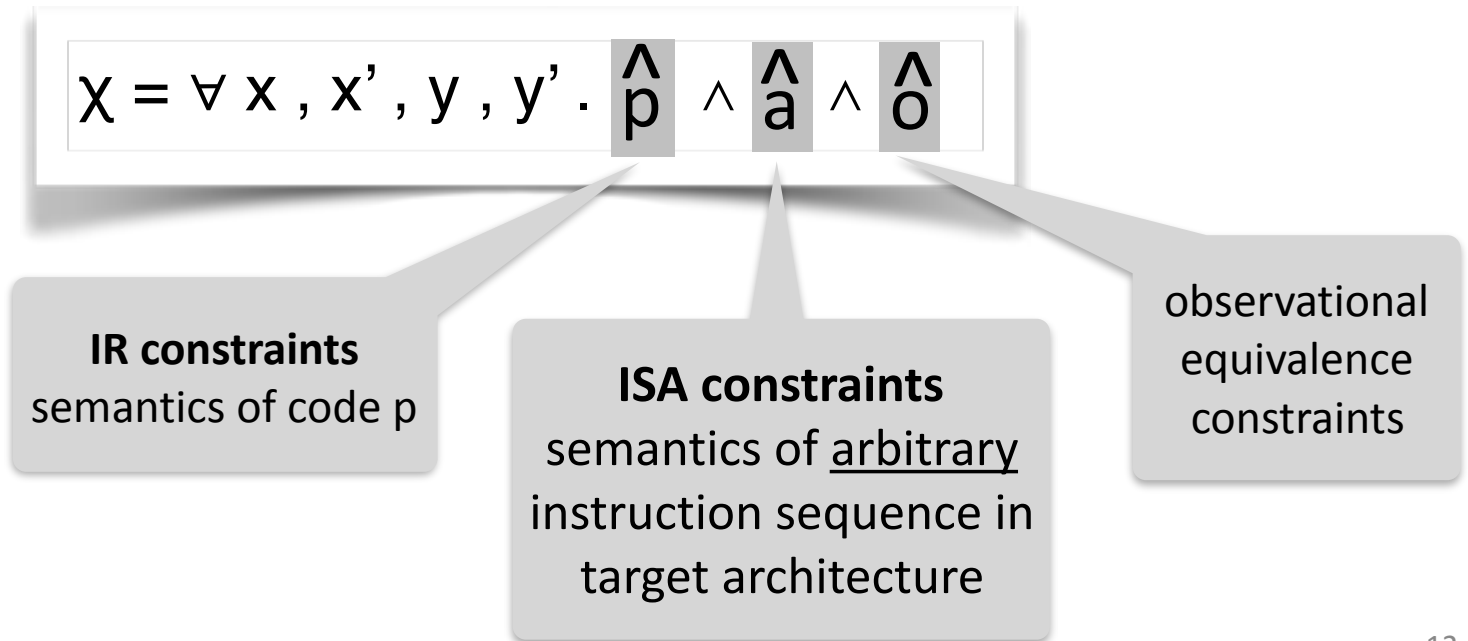 χ = ∀ x , x’ , y , y’ . p̂ ∧ â ∧ ô
IR constraints
semantics of code p
ISA constraints
semantics of arbitrary
instruction sequence in
target architecture
observational
equivalence
constraints